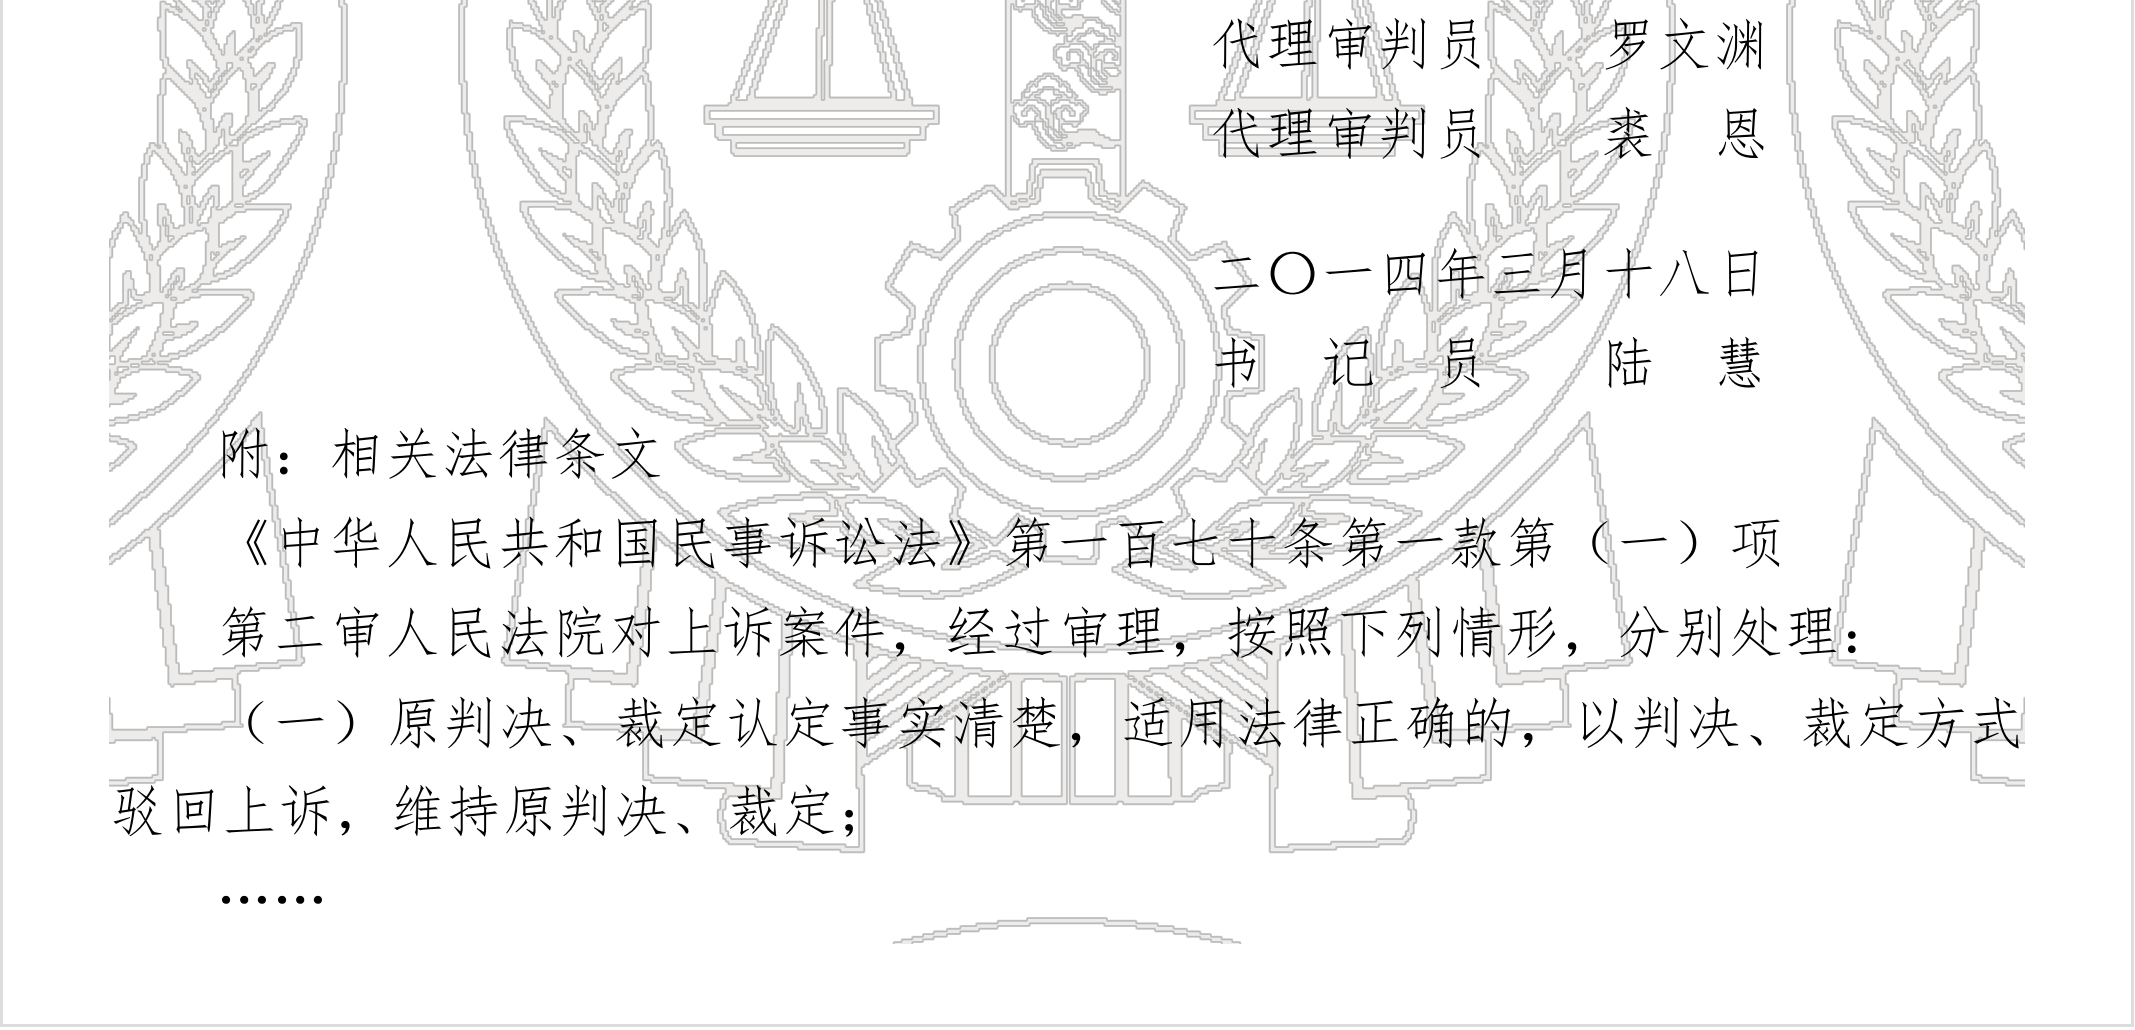 代理审判员　　罗文渊
代理审判员　　裘　恩
二〇一四年三月十八日
书　记　员　　陆　慧
附：相关法律条文
《中华人民共和国民事诉讼法》第一百七十条第一款第（一）项
第二审人民法院对上诉案件，经过审理，按照下列情形，分别处理：
（一）原判决、裁定认定事实清楚，适用法律正确的，以判决、裁定方式
驳回上诉，维持原判决、裁定；
……